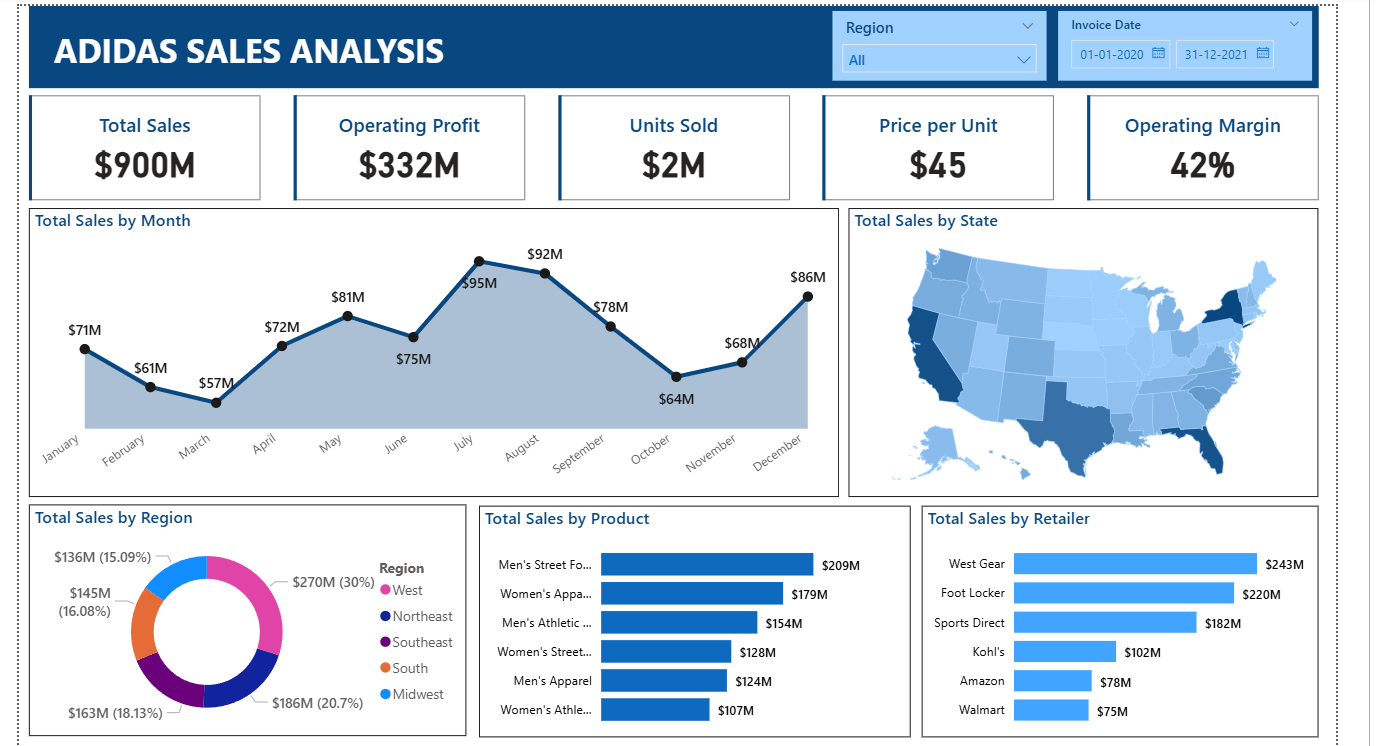 ADIDAS SALES ANALYSIS
Region
All
Invoice Date
01-01-2020
31-12-2021
Total Sales
$900M
Operating Profit
$332M
Units Sold
$2M
Price per Unit
$45
Operating Margin
42%
Total Sales by Month
$71M
$61M
$57M
$72M
$81M
$75M
$95M
$92M
$78M
$64M
$68M
$86M
January
February
March
April
May
June
July
August
September
October
November
December
Total Sales by State
Total Sales by Region
$136M (15.09%)
$145M
(16.08%)
$163M (18.13%)
$270M (30%)
$186M (20.7%)
Region
West
Northeast
Southeast
South
Midwest
Total Sales by Product
Men's Street Fo... $209M
Women's Appa... $179M
Men's Athletic ... $154M
Women's Street... $128M
Men's Apparel $124M
Women's Athle... $107M
Total Sales by Retailer
West Gear $243M
Foot Locker $220M
Sports Direct $182M
Kohl's $102M
Amazon $78M
Walmart $75M